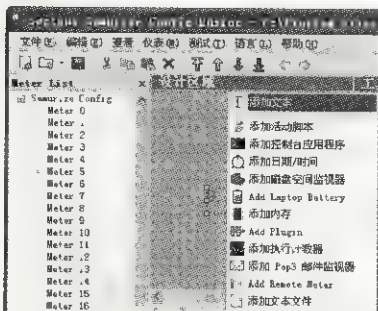 Samurize Config Editor
文件(F) 编辑(E) 查看 仪表(M) 测试(T) 语言(L) 帮助(H)
Meter List
Samurize Config
Meter 0
Meter 1
Meter 2
Meter 3
Meter 4
Meter 5
Meter 6
Meter 7
Meter 8
Meter 9
Meter 10
Meter 11
Meter 12
Meter 13
Meter 14
Meter 15
Meter 16
添加文本
添加活动脚本
添加控制台应用程序
添加日期/时间
添加磁盘空间监视器
Add Laptop Battery
添加内存
Add Plugin
添加执行计数器
添加 Pop3 邮件监视器
Add Remote Meter
添加文本文件